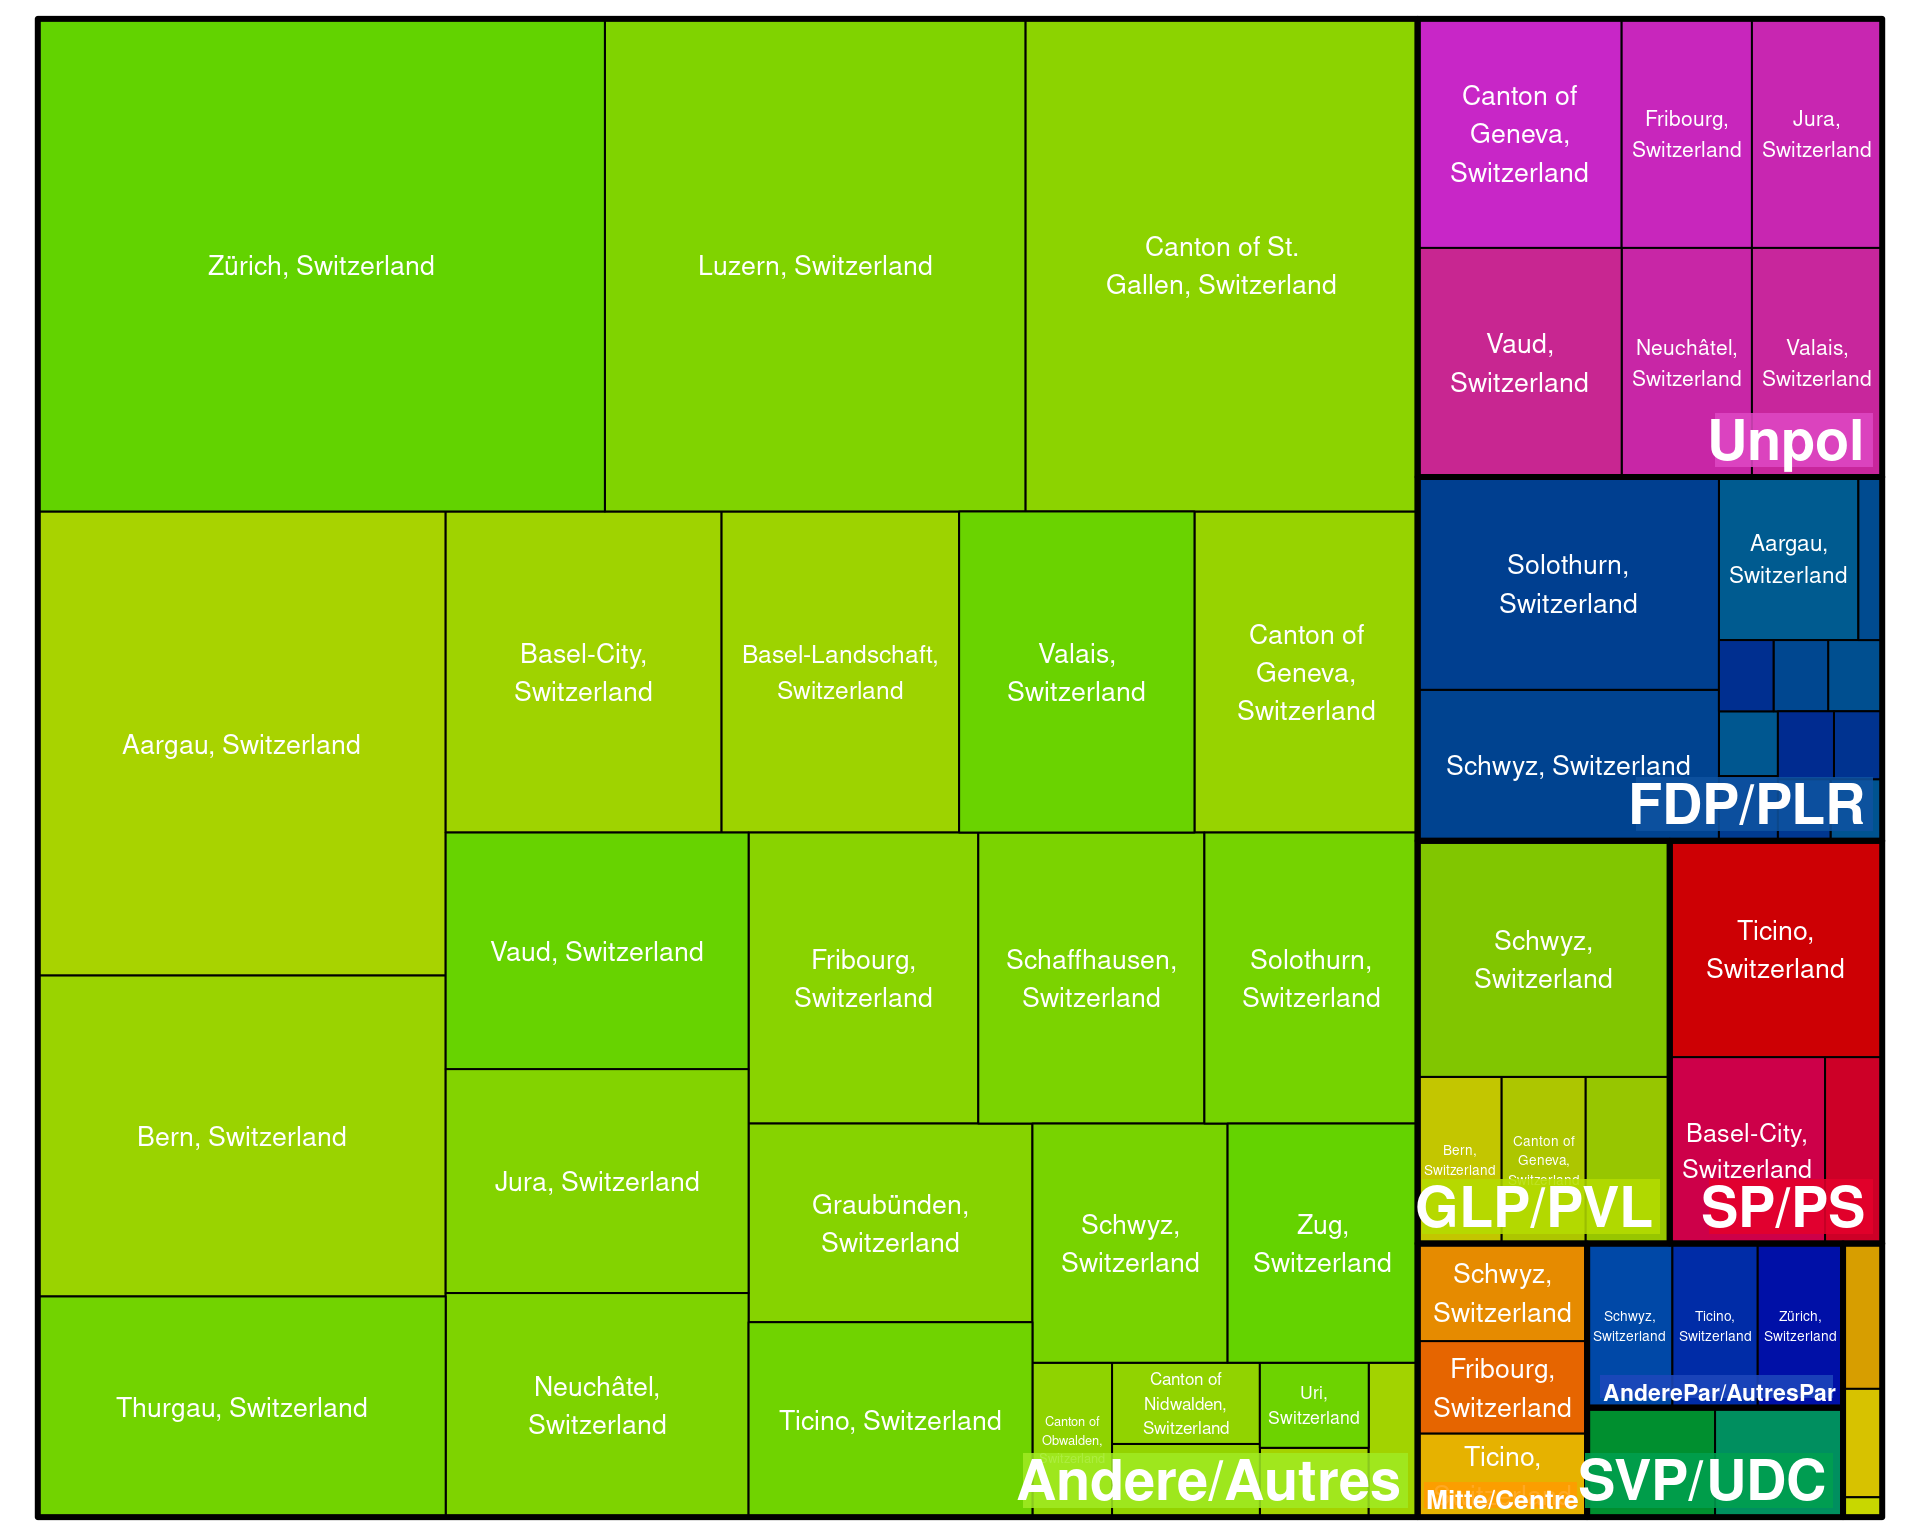 Zürich, Switzerland
Luzern, Switzerland
Canton of St.
Gallen, Switzerland
Aargau, Switzerland
Basel-City,
Switzerland
Basel-Landschaft,
Switzerland
Valais,
Switzerland
Canton of
Geneva,
Switzerland
Bern, Switzerland
Vaud, Switzerland
Fribourg,
Switzerland
Schaffhausen,
Switzerland
Solothurn,
Switzerland
Jura, Switzerland
Graubünden,
Switzerland
Schwyz,
Switzerland
Zug,
Switzerland
Thurgau, Switzerland
Neuchâtel,
Switzerland
Ticino, Switzerland
Canton of
Obwalden,
Switzerland
Canton of
Nidwalden,
Switzerland
Uri,
Switzerland
Andere/Autres
Canton of
Geneva,
Switzerland
Fribourg,
Switzerland
Jura,
Switzerland
Vaud,
Switzerland
Neuchâtel,
Switzerland
Valais,
Switzerland
Unpol
Solothurn,
Switzerland
Aargau,
Switzerland
Schwyz, Switzerland
FDP/PLR
Schwyz,
Switzerland
Bern,
Switzerland
Canton of
Geneva,
Switzerland
GLP/PVL
Ticino,
Switzerland
Basel-City,
Switzerland
SP/PS
Schwyz,
Switzerland
Fribourg,
Switzerland
Ticino,
Mitte/Centre
Schwyz,
Switzerland
Ticino,
Switzerland
Zürich,
Switzerland
AnderePar/AutresPar
SVP/UDC